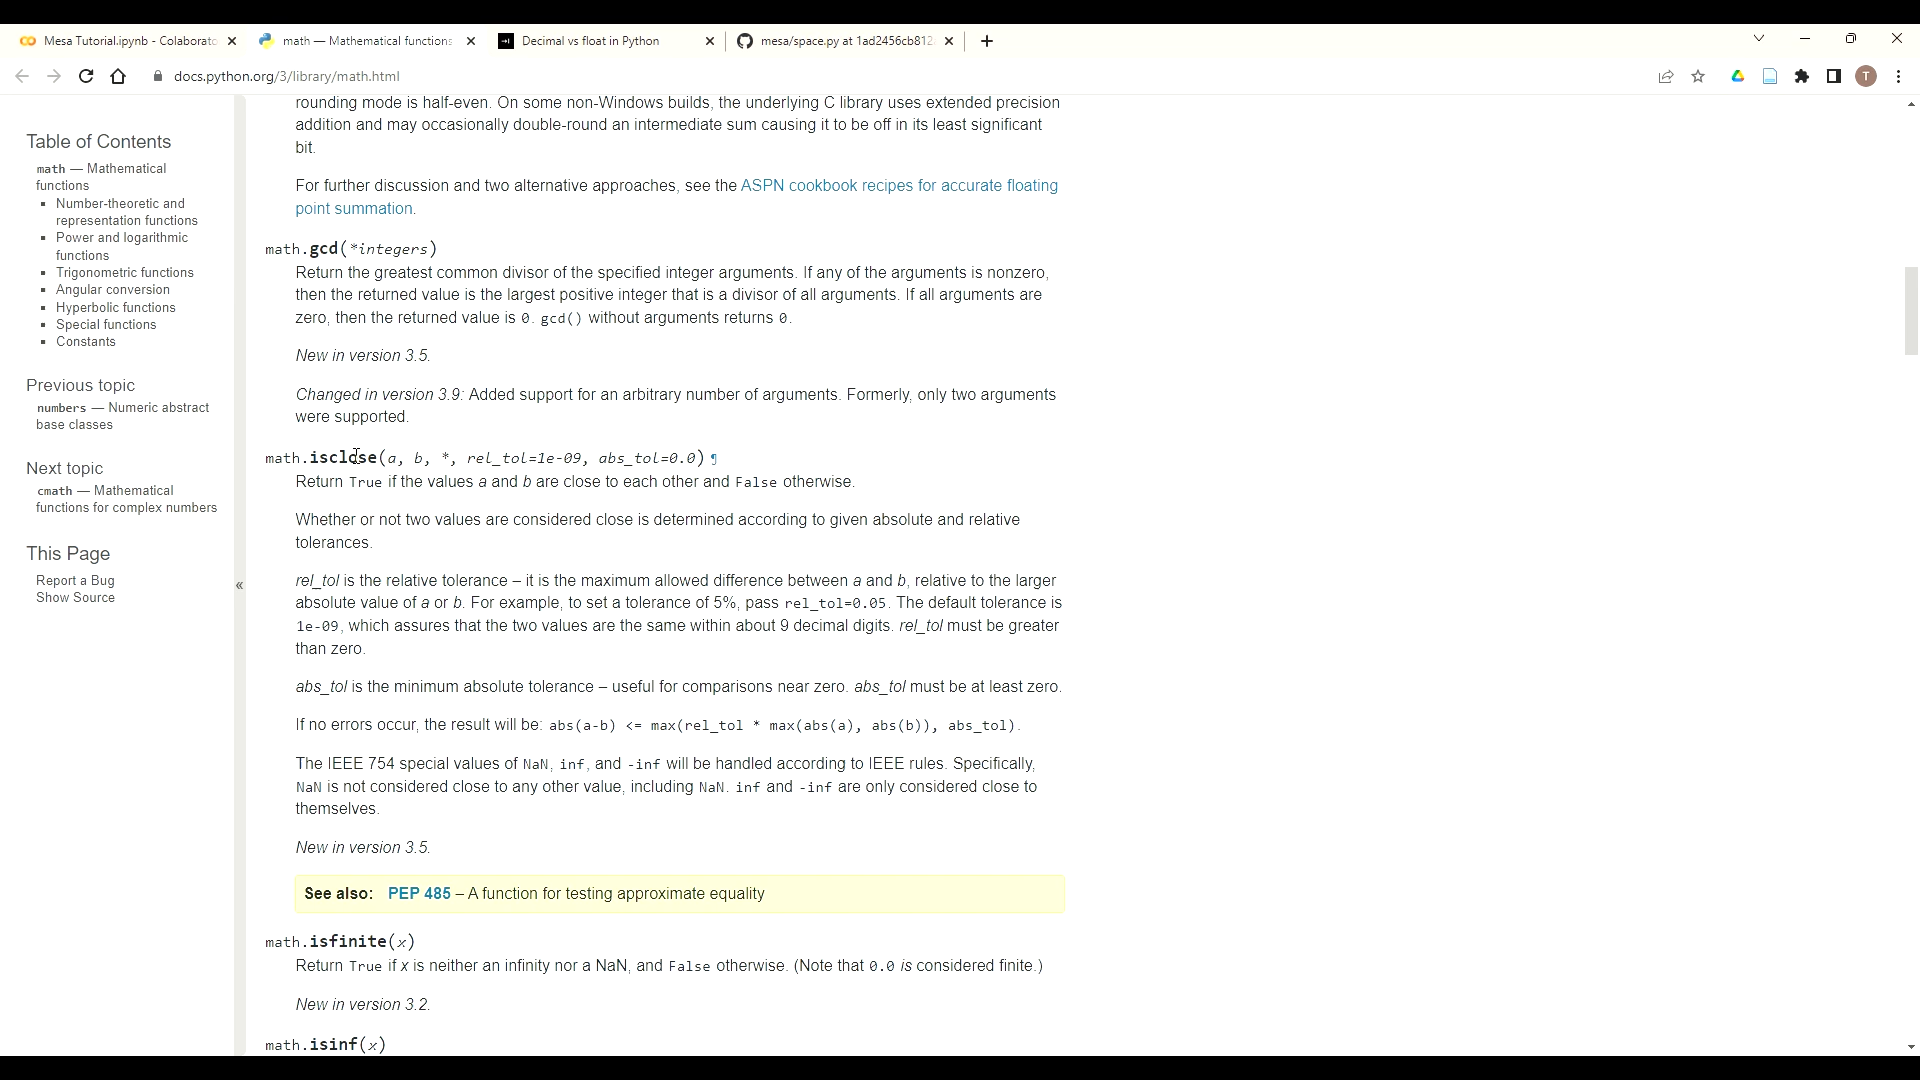 Mesa Tutorial.ipynb - Colaborato
math — Mathematical functions
Decimal vs float in Python
mesa/space.py at 1ad2456cb812
docs.python.org/3/library/math.html
T
Table of Contents
math — Mathematical
functions
Number-theoretic and
representation functions
Power and logarithmic
functions
Trigonometric functions
Angular conversion
Hyperbolic functions
Special functions
Constants
Previous topic
numbers — Numeric abstract
base classes
Next topic
cmath — Mathematical
functions for complex numbers
This Page
Report a Bug
Show Source
«
rounding mode is half-even. On some non-Windows builds, the underlying C library uses extended precision
addition and may occasionally double-round an intermediate sum causing it to be off in its least significant
bit.
For further discussion and two alternative approaches, see the ASPN cookbook recipes for accurate floating
point summation.
math.gcd(*integers)
Return the greatest common divisor of the specified integer arguments. If any of the arguments is nonzero,
then the returned value is the largest positive integer that is a divisor of all arguments. If all arguments are
zero, then the returned value is 0. gcd() without arguments returns 0.
New in version 3.5.
Changed in version 3.9: Added support for an arbitrary number of arguments. Formerly, only two arguments
were supported.
math.isclose(a, b, *, rel_tol=1e-09, abs_tol=0.0)¶
Return True if the values a and b are close to each other and False otherwise.
Whether or not two values are considered close is determined according to given absolute and relative
tolerances.
rel_tol is the relative tolerance – it is the maximum allowed difference between a and b, relative to the larger
absolute value of a or b. For example, to set a tolerance of 5%, pass rel_tol=0.05. The default tolerance is
1e-09, which assures that the two values are the same within about 9 decimal digits. rel_tol must be greater
than zero.
abs_tol is the minimum absolute tolerance – useful for comparisons near zero. abs_tol must be at least zero.
If no errors occur, the result will be: abs(a-b) <= max(rel_tol * max(abs(a), abs(b)), abs_tol).
The IEEE 754 special values of NaN, inf, and -inf will be handled according to IEEE rules. Specifically,
NaN is not considered close to any other value, including NaN. inf and -inf are only considered close to
themselves.
New in version 3.5.
See also: PEP 485 – A function for testing approximate equality
math.isfinite(x)
Return True if x is neither an infinity nor a NaN, and False otherwise. (Note that 0.0 is considered finite.)
New in version 3.2.
math.isinf(x)